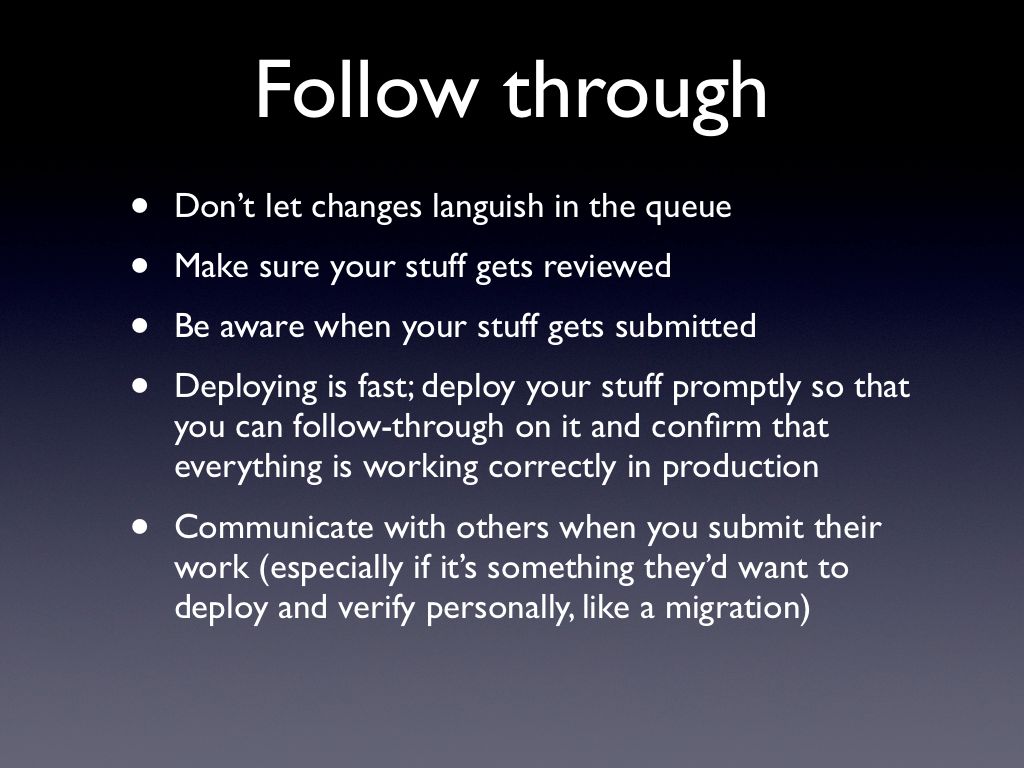 Follow through
• Don’t let changes languish in the queue
• Make sure your stuff gets reviewed
• Be aware when your stuff gets submitted
• Deploying is fast; deploy your stuff promptly so that
you can follow-through on it and confirm that
everything is working correctly in production
• Communicate with others when you submit their
work (especially if it’s something they’d want to
deploy and verify personally, like a migration)